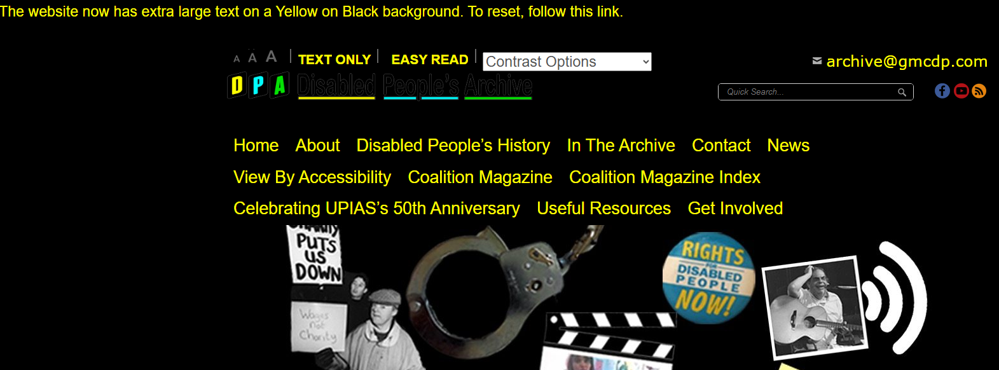 The website now has extra large text on a Yellow on Black background. To reset, follow this link.
A A A TEXT ONLY EASY READ Contrast Options
archive@gmcdp.com
DPA Disabled People's Archive
Quick Search...
Home About Disabled People’s History In The Archive Contact News
View By Accessibility Coalition Magazine Coalition Magazine Index
Celebrating UPIAS’s 50th Anniversary Useful Resources Get Involved
PUTS
US
DOWN
Wages
not
Charity
RIGHTS
FOR
DISABLED
PEOPLE
NOW!